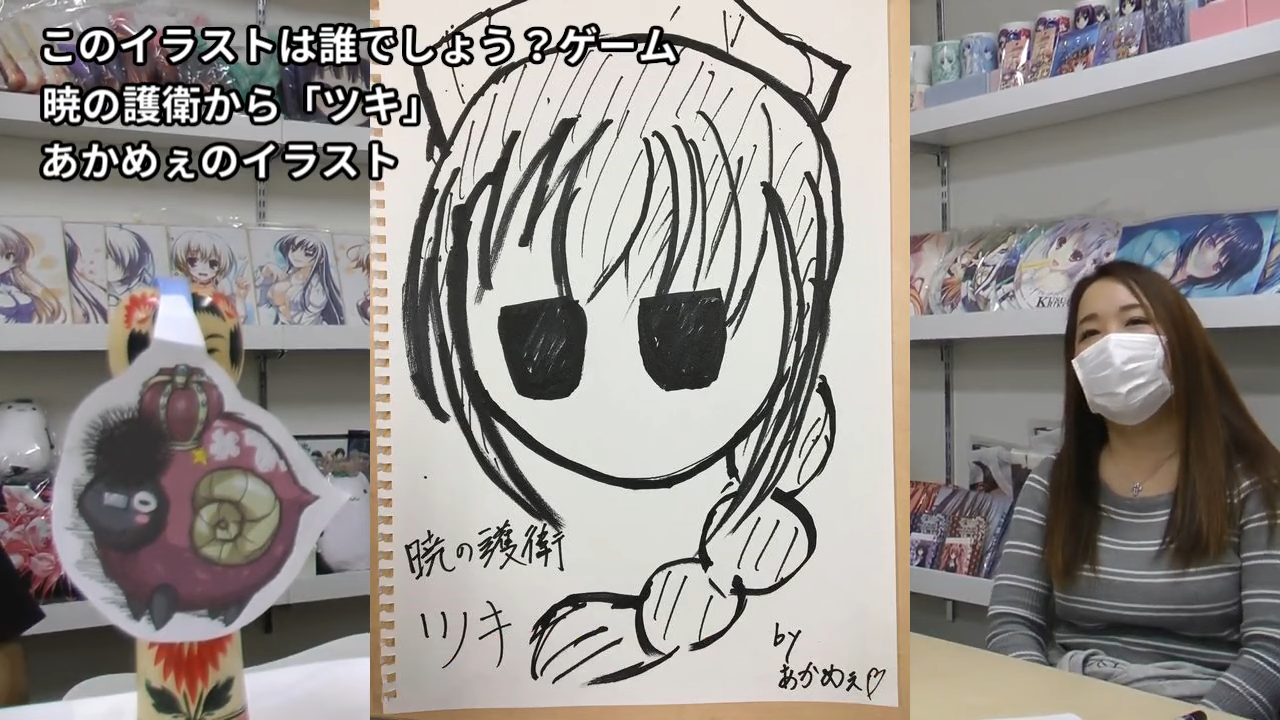 このイラストは誰でしょう？ゲーム
暁の護衛から「ツキ」
あかめぇのイラスト
暁の護衛
ツキ
by
あかめぇ♡